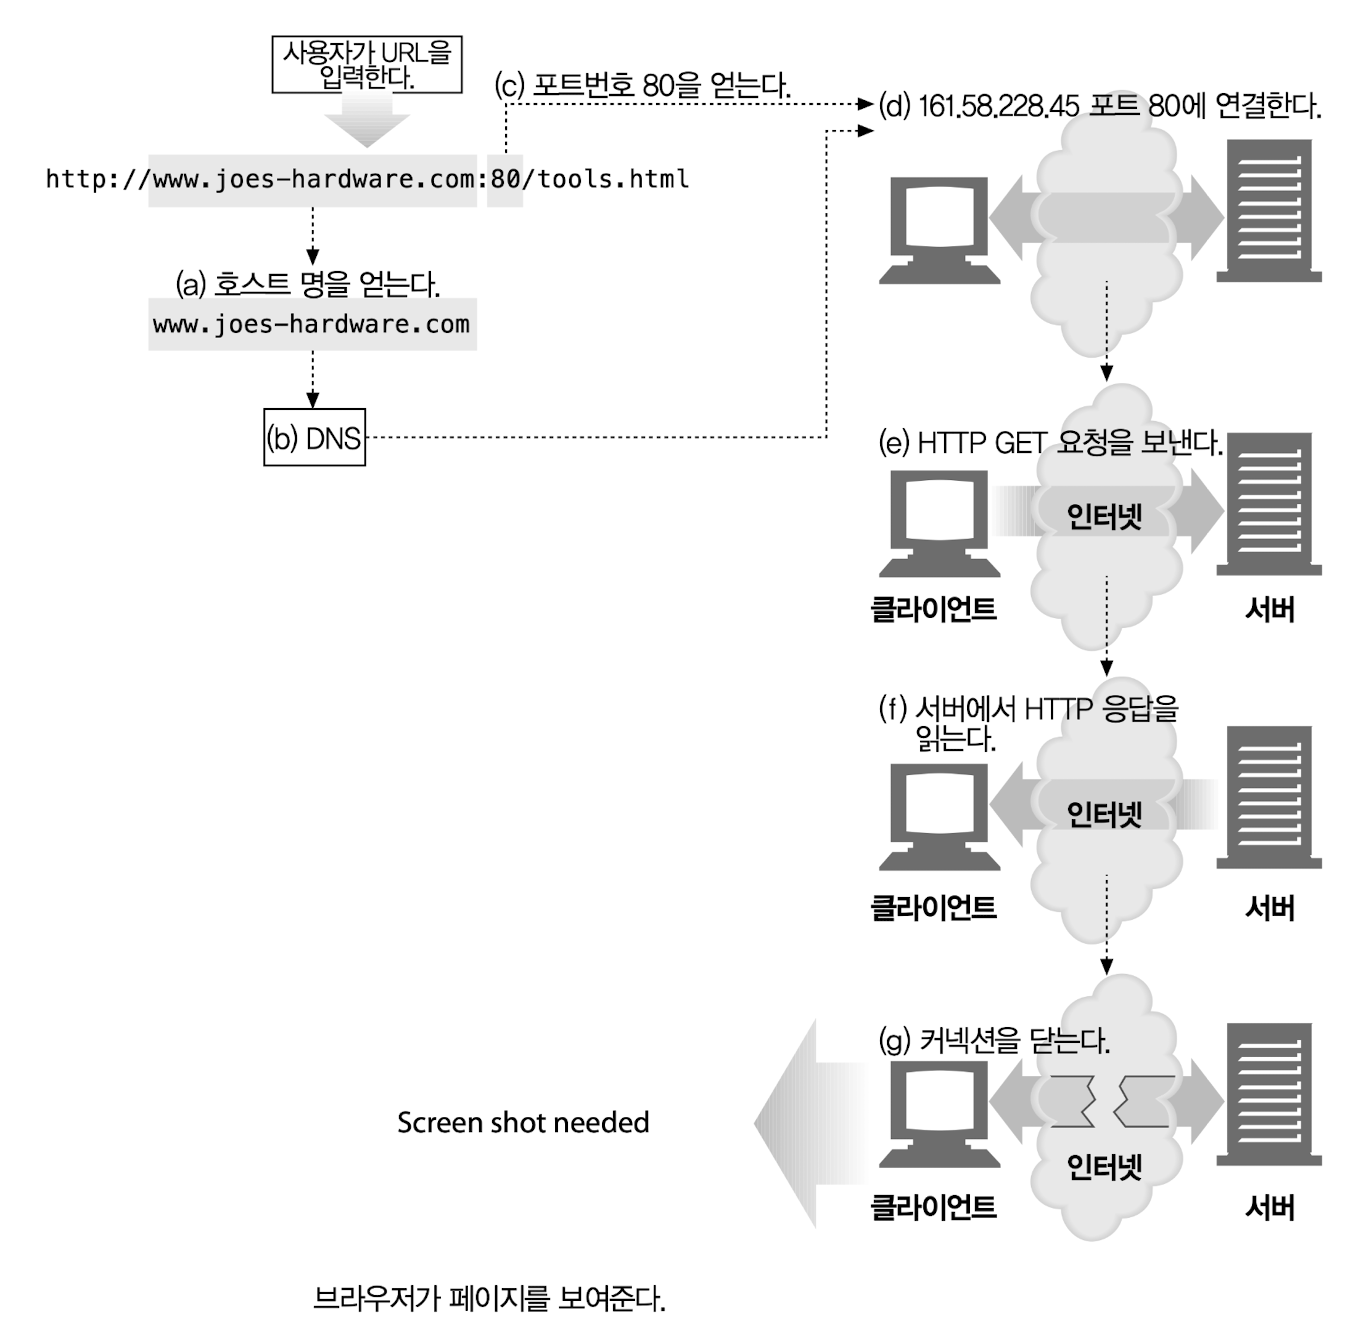 사용자가 URL을
입력한다.
(c) 포트번호 80을 얻는다.
(d) 161.58.228.45 포트 80에 연결한다.
http://www.joes-hardware.com:80/tools.html
(a) 호스트 명을 얻는다.
www.joes-hardware.com
(b) DNS
(e) HTTP GET 요청을 보낸다.
인터넷
클라이언트
서버
(f) 서버에서 HTTP 응답을
읽는다.
인터넷
클라이언트
서버
(g) 커넥션을 닫는다.
Screen shot needed
인터넷
클라이언트
서버
브라우저가 페이지를 보여준다.